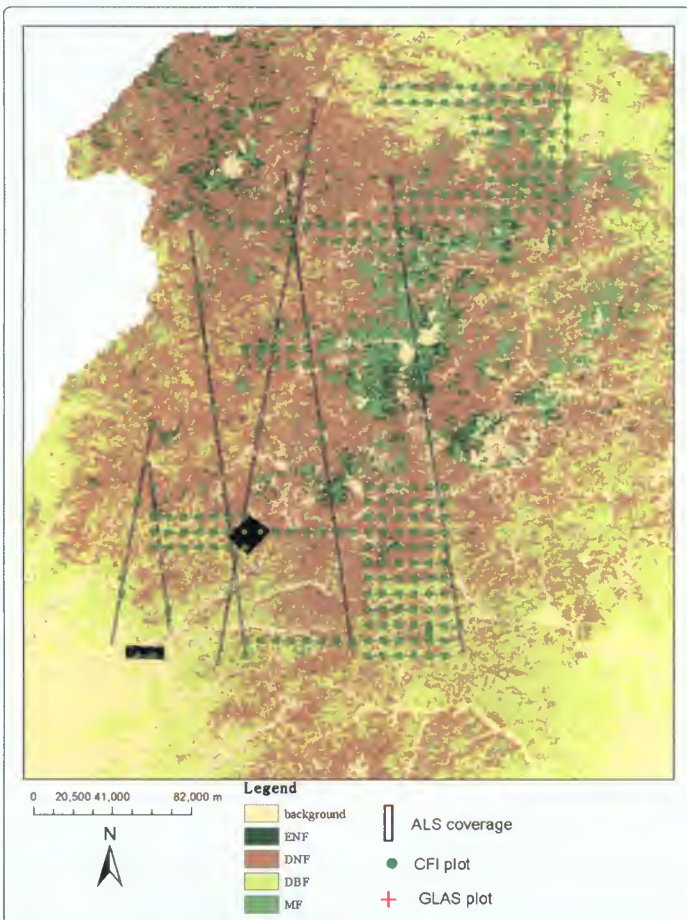 0 20,500 41,000 82,000 m
N
Legend
background
ENF
DNF
DBF
MF
ALS coverage
CFI plot
GLAS plot